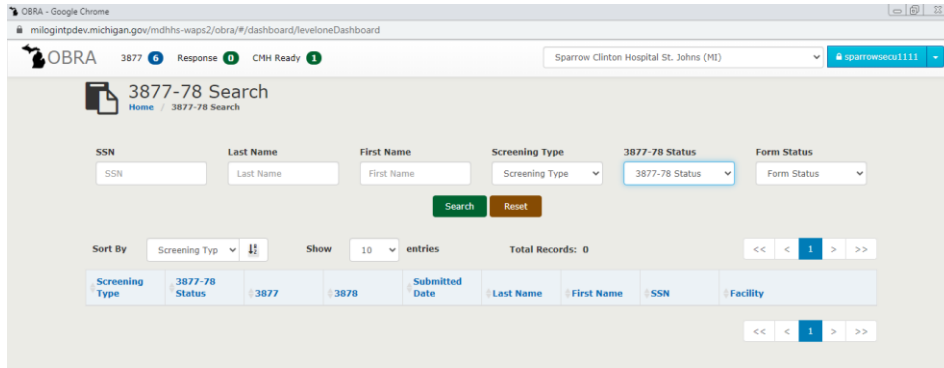 OBRA - Google Chrome
milogintpdev.michigan.gov/mdhhs-waps2/obra/#/dashboard/leveloneDashboard
OBRA 3877 6 Response 0 CMH Ready 1 Sparrow Clinton Hospital St. Johns (MI) sparrowsecu1111
3877-78 Search
Home / 3877-78 Search
SSN Last Name First Name Screening Type 3877-78 Status Form Status
SSN Last Name First Name Screening Type 3877-78 Status Form Status
Search Reset
Sort By Screening Typ Show 10 entries Total Records: 0 << < 1 > >>
Screening Type 3877-78 Status 3877 3878 Submitted Date Last Name First Name SSN Facility
<< < 1 > >>